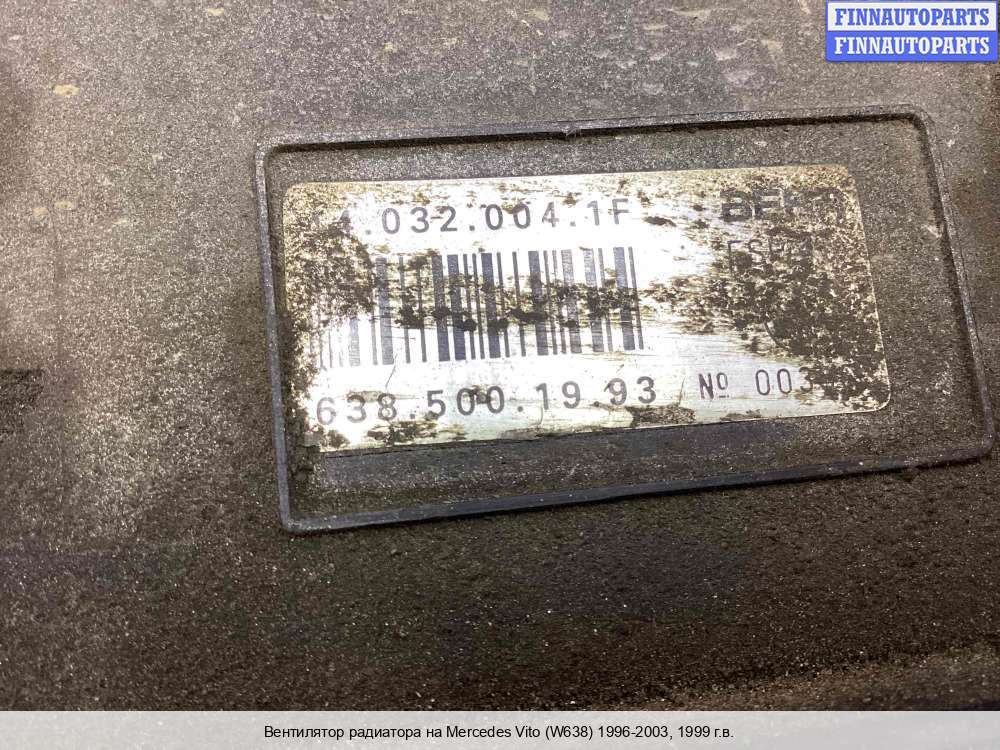 FINNAUTOPARTS
FINNAUTOPARTS
4.032.004.1F
638.500.19.93 Nº 003
Вентилятор радиатора на Mercedes Vito (W638) 1996-2003, 1999 г.в.